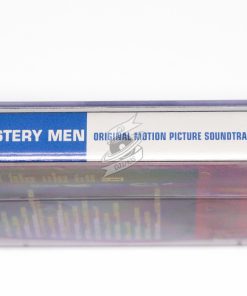 STERY MEN ORIGINAL MOTION PICTURE SOUNDTRA